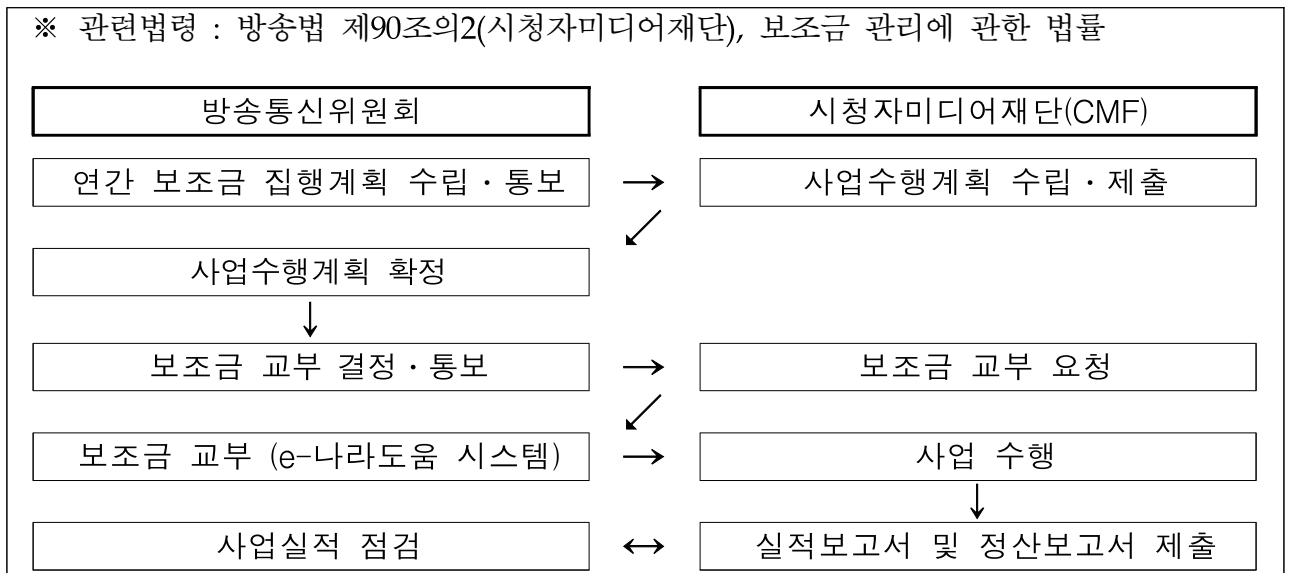 ※ 관련법령 : 방송법 제90조의2(시청자미디어재단), 보조금 관리에 관한 법률
방송통신위원회
시청자미디어재단(CMF)
연간 보조금 집행계획 수립・통보 → 사업수행계획 수립・제출
↙
사업수행계획 확정
↓
보조금 교부 결정・통보 → 보조금 교부 요청
↙
보조금 교부 (e-나라도움 시스템) → 사업 수행
↓
사업실적 점검 ↔ 실적보고서 및 정산보고서 제출